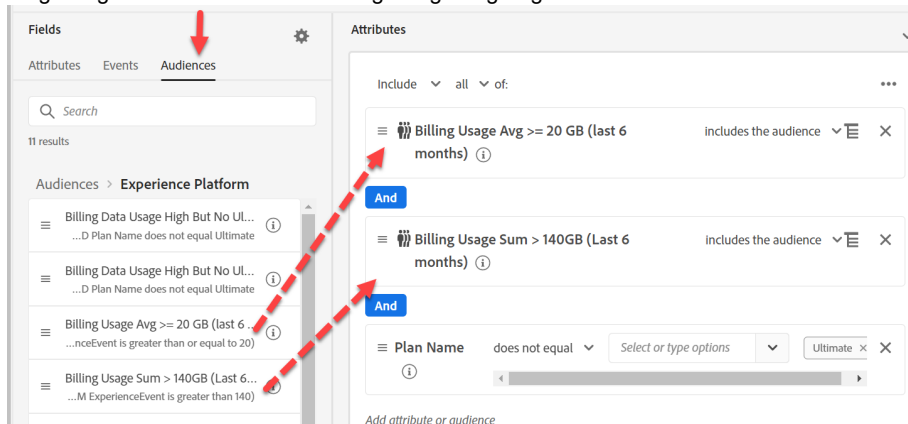 Fields
Attributes Events Audiences
Search
11 results
Audiences > Experience Platform
Billing Data Usage High But No Ul...
...D Plan Name does not equal Ultimate
Billing Data Usage High But No Ul...
...D Plan Name does not equal Ultimate
Billing Usage Avg >= 20 GB (last 6 ...
...nceEvent is greater than or equal to 20)
Billing Usage Sum > 140GB (Last 6...
...M ExperienceEvent is greater than 140)
Attributes
Include all of:
Billing Usage Avg >= 20 GB (last 6 includes the audience
months)
And
Billing Usage Sum > 140GB (Last 6 includes the audience
months)
And
Plan Name does not equal Select or type options Ultimate
Add attribute or audience